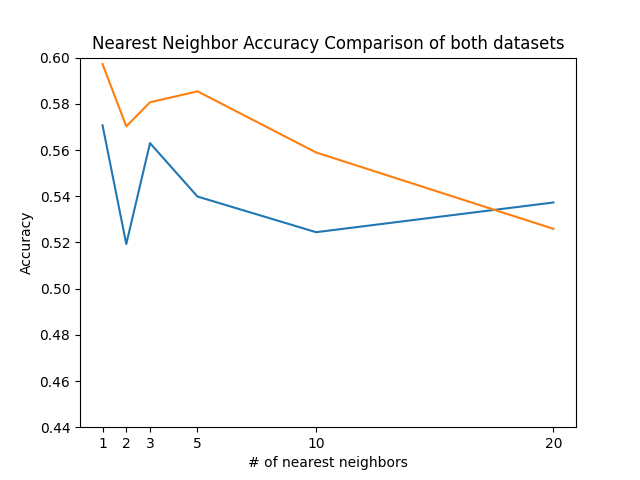 Nearest Neighbor Accuracy Comparison of both datasets
0.60
0.58
0.56
0.54
0.52
0.50
0.48
0.46
0.44
Accuracy
1 2 3 5 10 20
# of nearest neighbors